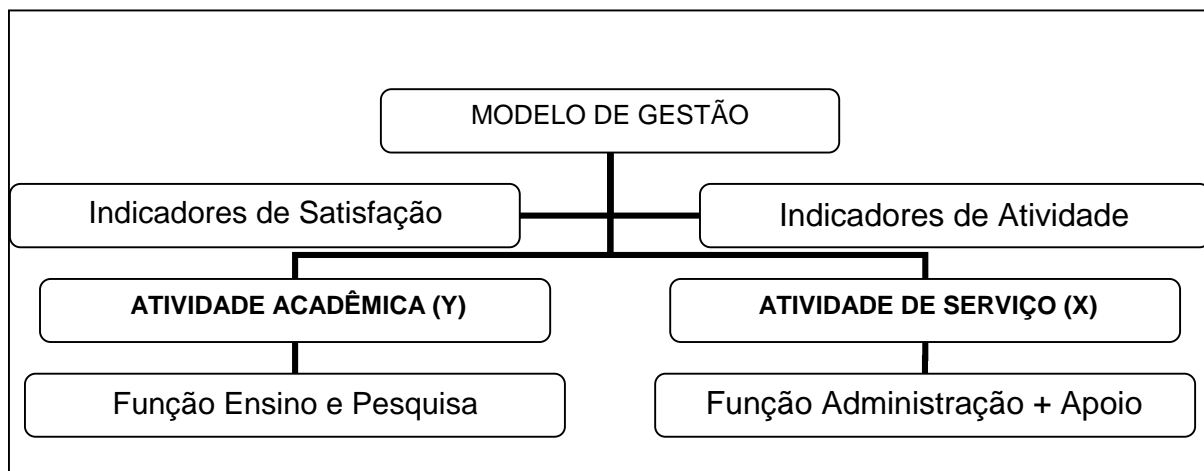 MODELO DE GESTÃO
Indicadores de Satisfação
Indicadores de Atividade
ATIVIDADE ACADÊMICA (Y)
ATIVIDADE DE SERVIÇO (X)
Função Ensino e Pesquisa
Função Administração + Apoio